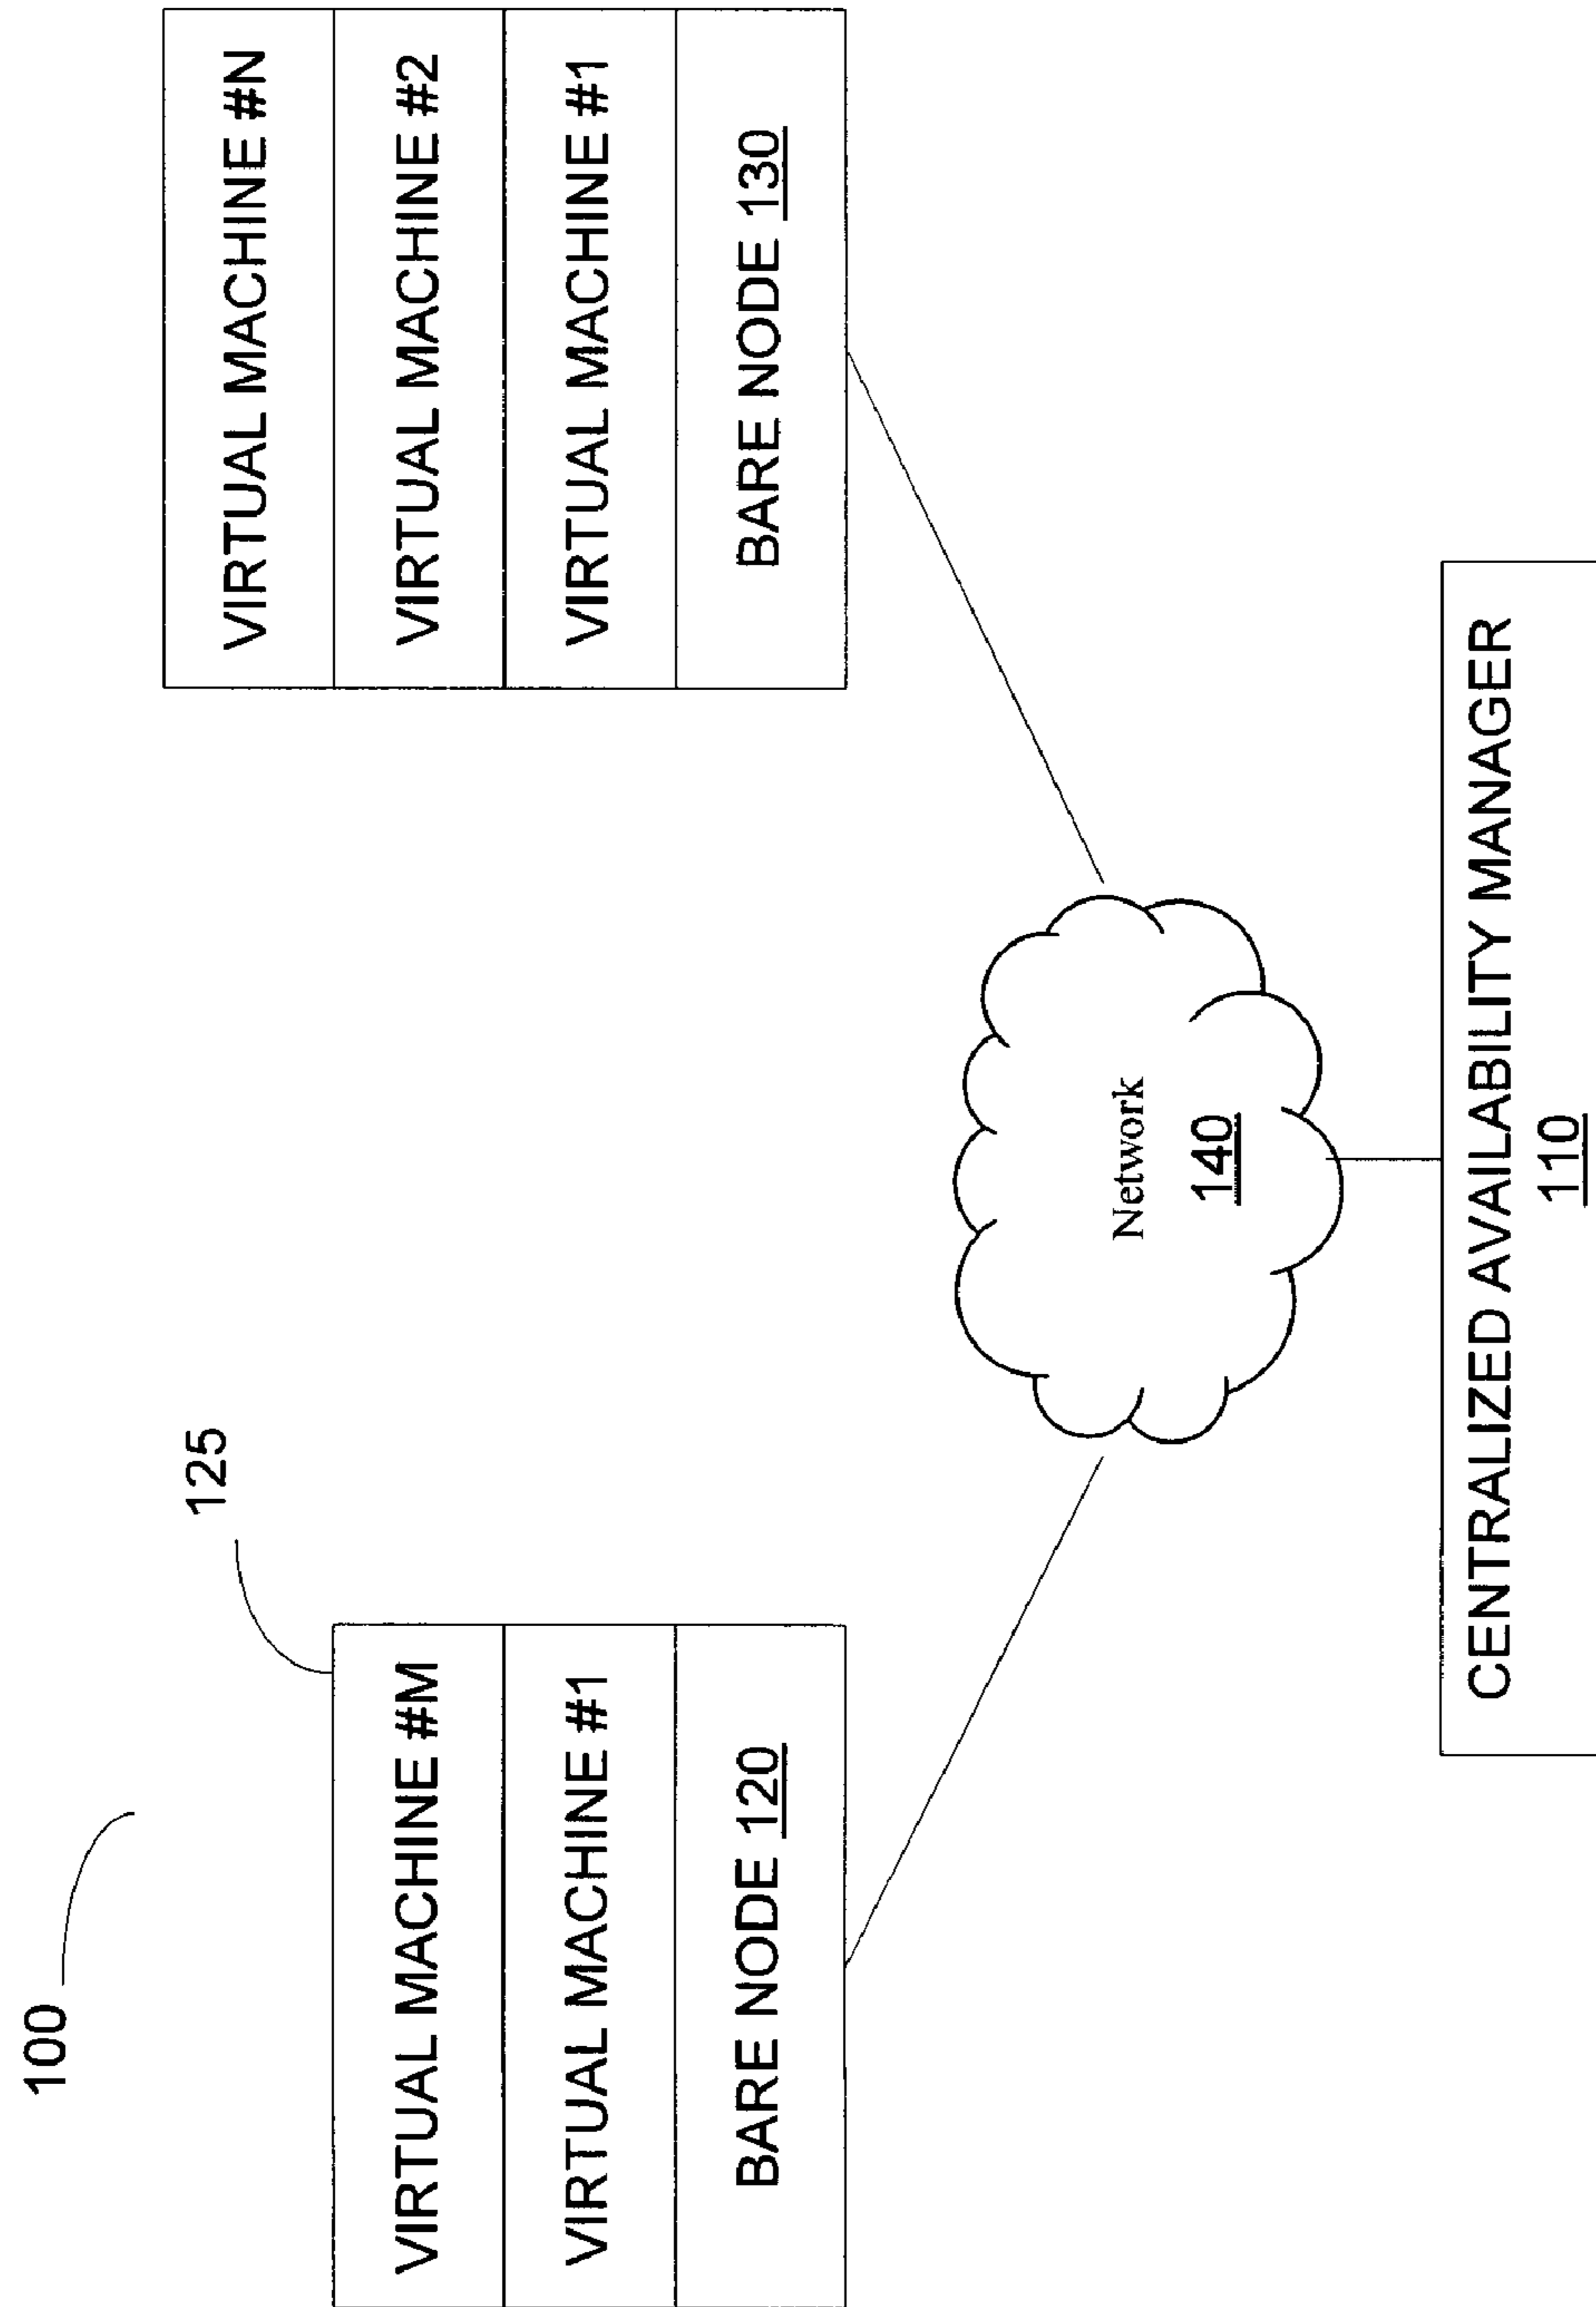 100
125
VIRTUAL MACHINE #M
VIRTUAL MACHINE #1
BARE NODE 120
VIRTUAL MACHINE #N
VIRTUAL MACHINE #2
VIRTUAL MACHINE #1
BARE NODE 130
Network
140
CENTRALIZED AVAILABILITY MANAGER
110